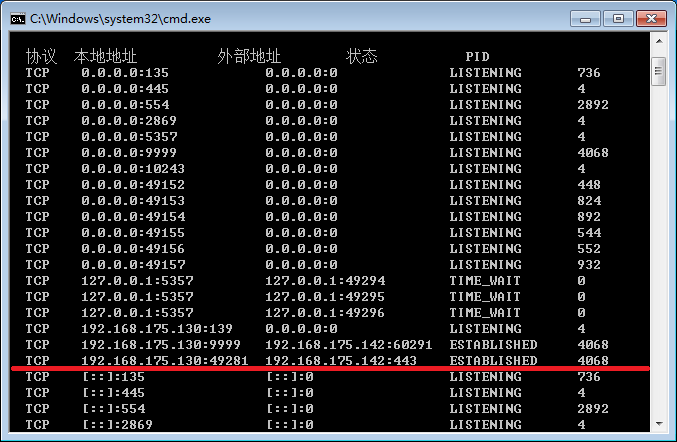 C:\Windows\system32\cmd.exe
协议 本地地址 外部地址 状态 PID
TCP 0.0.0.0:135 0.0.0.0:0 LISTENING 736
TCP 0.0.0.0:445 0.0.0.0:0 LISTENING 4
TCP 0.0.0.0:554 0.0.0.0:0 LISTENING 2892
TCP 0.0.0.0:2869 0.0.0.0:0 LISTENING 4
TCP 0.0.0.0:5357 0.0.0.0:0 LISTENING 4
TCP 0.0.0.0:9999 0.0.0.0:0 LISTENING 4068
TCP 0.0.0.0:10243 0.0.0.0:0 LISTENING 4
TCP 0.0.0.0:49152 0.0.0.0:0 LISTENING 448
TCP 0.0.0.0:49153 0.0.0.0:0 LISTENING 824
TCP 0.0.0.0:49154 0.0.0.0:0 LISTENING 892
TCP 0.0.0.0:49155 0.0.0.0:0 LISTENING 544
TCP 0.0.0.0:49156 0.0.0.0:0 LISTENING 552
TCP 0.0.0.0:49157 0.0.0.0:0 LISTENING 932
TCP 127.0.0.1:5357 127.0.0.1:49294 TIME_WAIT 0
TCP 127.0.0.1:5357 127.0.0.1:49295 TIME_WAIT 0
TCP 127.0.0.1:5357 127.0.0.1:49296 TIME_WAIT 0
TCP 192.168.175.130:139 0.0.0.0:0 LISTENING 4
TCP 192.168.175.130:9999 192.168.175.142:60291 ESTABLISHED 4068
TCP 192.168.175.130:49281 192.168.175.142:443 ESTABLISHED 4068
TCP [::]:135 [::]:0 LISTENING 736
TCP [::]:445 [::]:0 LISTENING 4
TCP [::]:554 [::]:0 LISTENING 2892
TCP [::]:2869 [::]:0 LISTENING 4